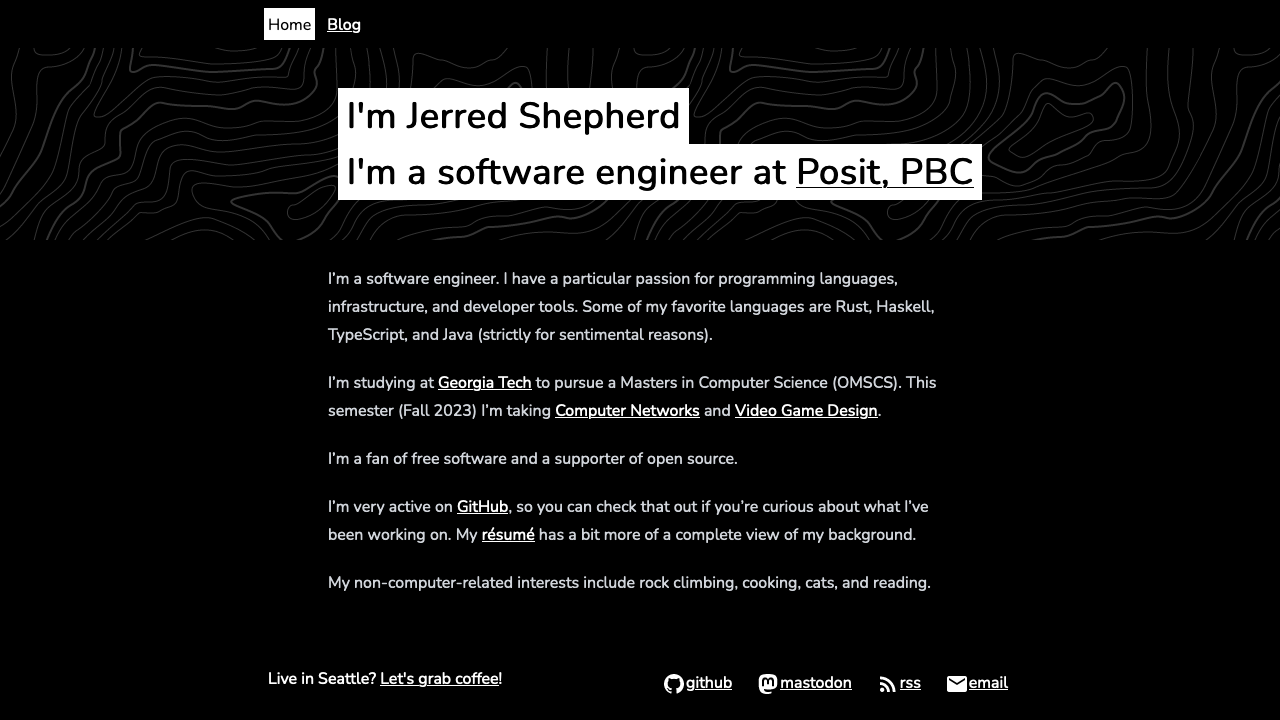 Home Blog
I'm Jerred Shepherd
I'm a software engineer at Posit, PBC
I’m a software engineer. I have a particular passion for programming languages,
infrastructure, and developer tools. Some of my favorite languages are Rust, Haskell,
TypeScript, and Java (strictly for sentimental reasons).
I’m studying at Georgia Tech to pursue a Masters in Computer Science (OMSCS). This
semester (Fall 2023) I’m taking Computer Networks and Video Game Design.
I’m a fan of free software and a supporter of open source.
I’m very active on GitHub, so you can check that out if you’re curious about what I’ve
been working on. My résumé has a bit more of a complete view of my background.
My non-computer-related interests include rock climbing, cooking, cats, and reading.
Live in Seattle? Let's grab coffee! github mastodon rss email